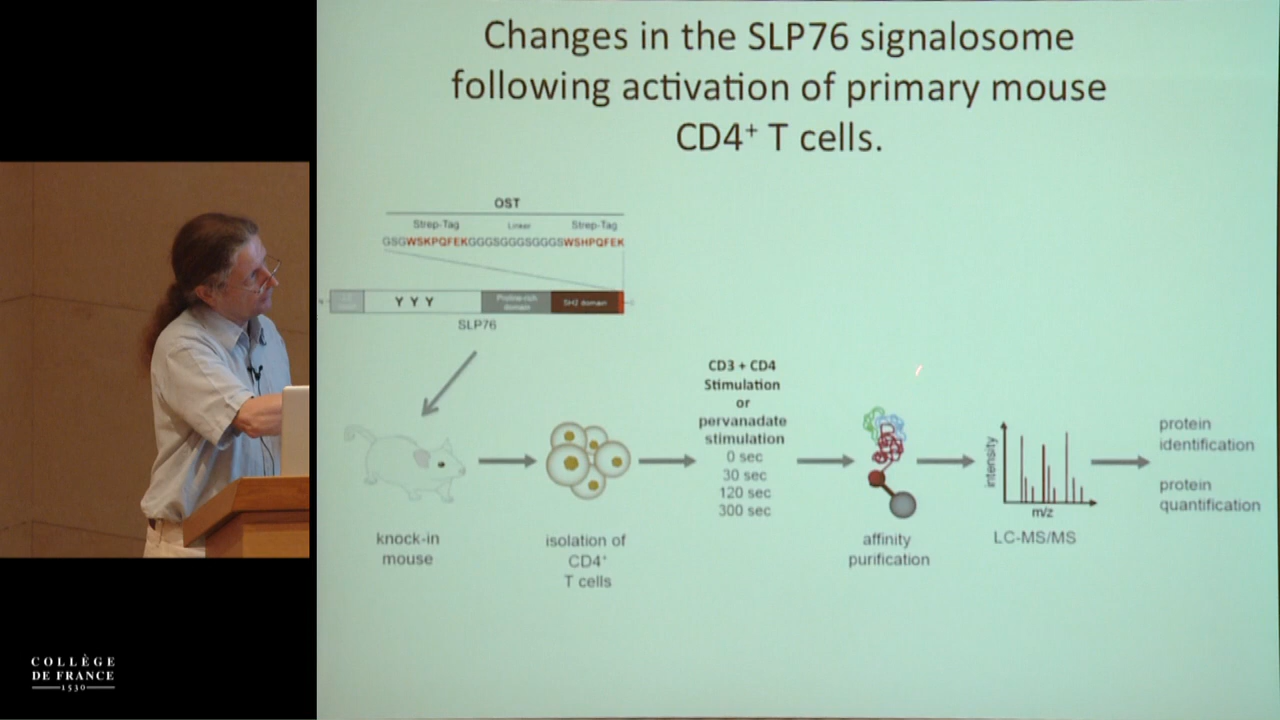 Changes in the SLP76 signalosome
following activation of primary mouse
CD4⁺ T cells.
OST
Strep-Tag Linker Strep-Tag
GSGWSKPQFEKGGGSGGGSGGGSWSHPQFEK
Y Y Y
Proline-rich
domain
SH2 domain
SLP76
CD3 + CD4
Stimulation
or
pervanadate
stimulation
0 sec
30 sec
120 sec
300 sec
intensity
m/z
protein
identification
protein
quantification
knock-in
mouse
isolation of
CD4⁺
T cells
affinity
purification
LC-MS/MS
COLLÈGE
DE FRANCE
1530